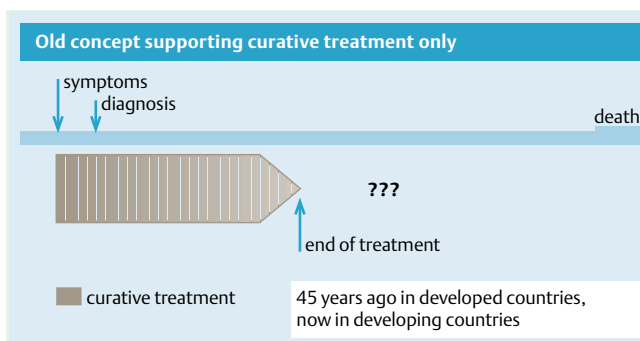 Old concept supporting curative treatment only
symptoms
diagnosis
death
???
end of treatment
curative treatment
45 years ago in developed countries,
now in developing countries